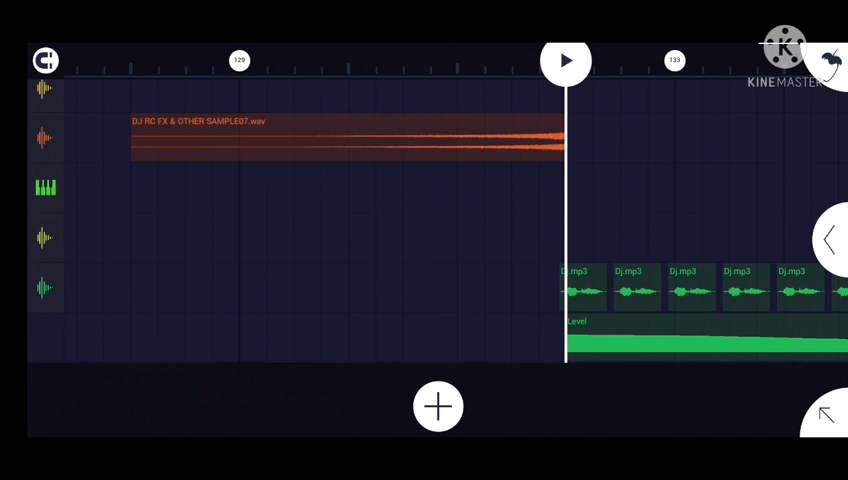 129
133
KINEMASTER
DJ RC FX & OTHER SAMPLE07.wav
Dj.mp3
Dj.mp3
Dj.mp3
Dj.mp3
Dj.mp3
Level